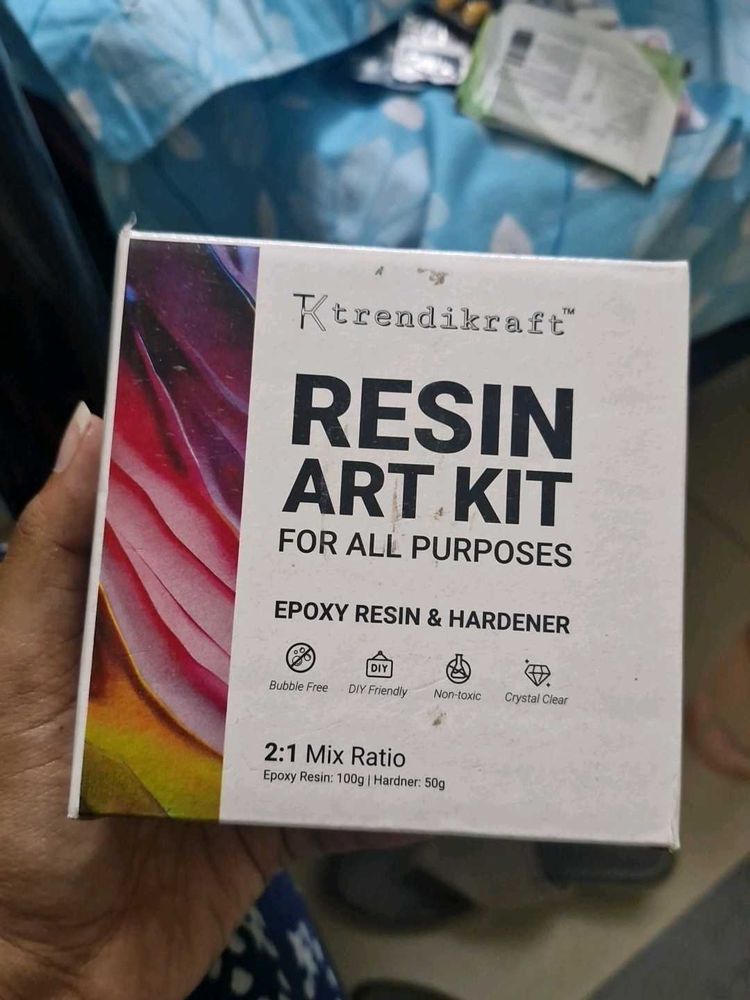 TK trendikraft™
RESIN
ART KIT
FOR ALL PURPOSES
EPOXY RESIN & HARDENER
DIY
Bubble Free DIY Friendly Non-toxic Crystal Clear
2:1 Mix Ratio
Epoxy Resin: 100g | Hardner: 50g